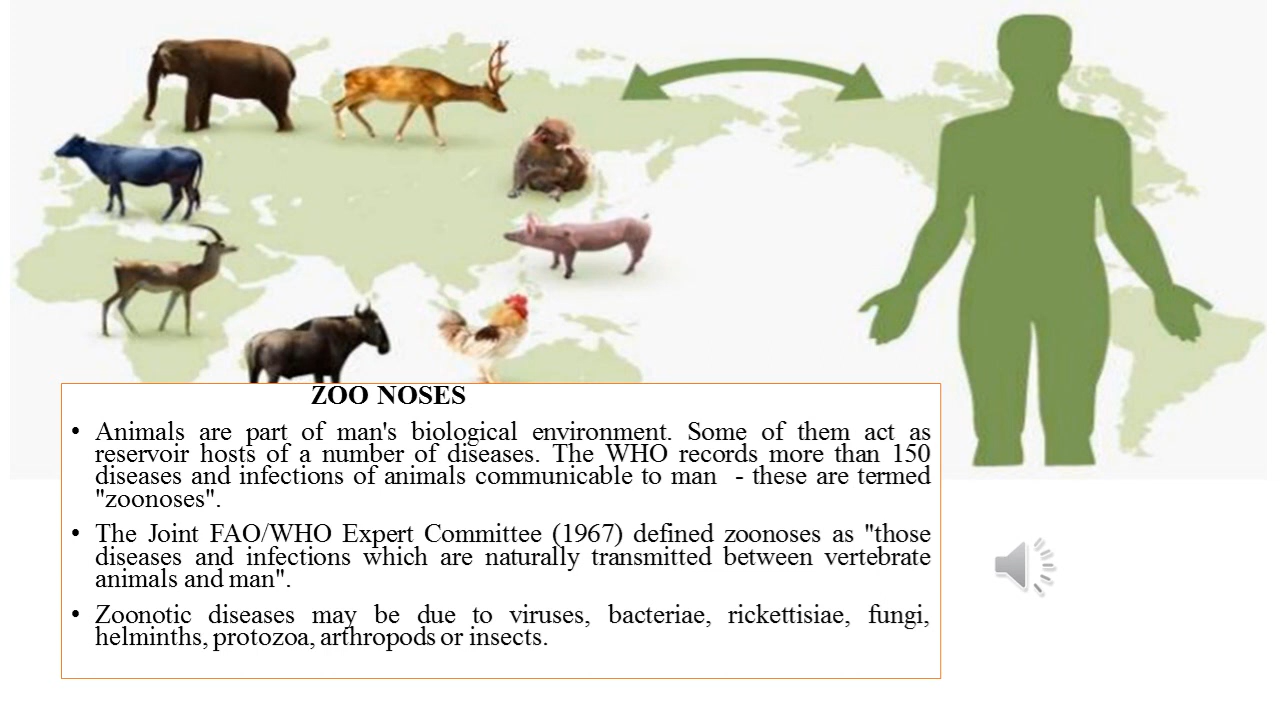 ZOO NOSES
• Animals are part of man's biological environment. Some of them act as
reservoir hosts of a number of diseases. The WHO records more than 150
diseases and infections of animals communicable to man - these are termed
"zoonoses".
• The Joint FAO/WHO Expert Committee (1967) defined zoonoses as "those
diseases and infections which are naturally transmitted between vertebrate
animals and man".
• Zoonotic diseases may be due to viruses, bacteriae, rickettisiae, fungi,
helminths, protozoa, arthropods or insects.